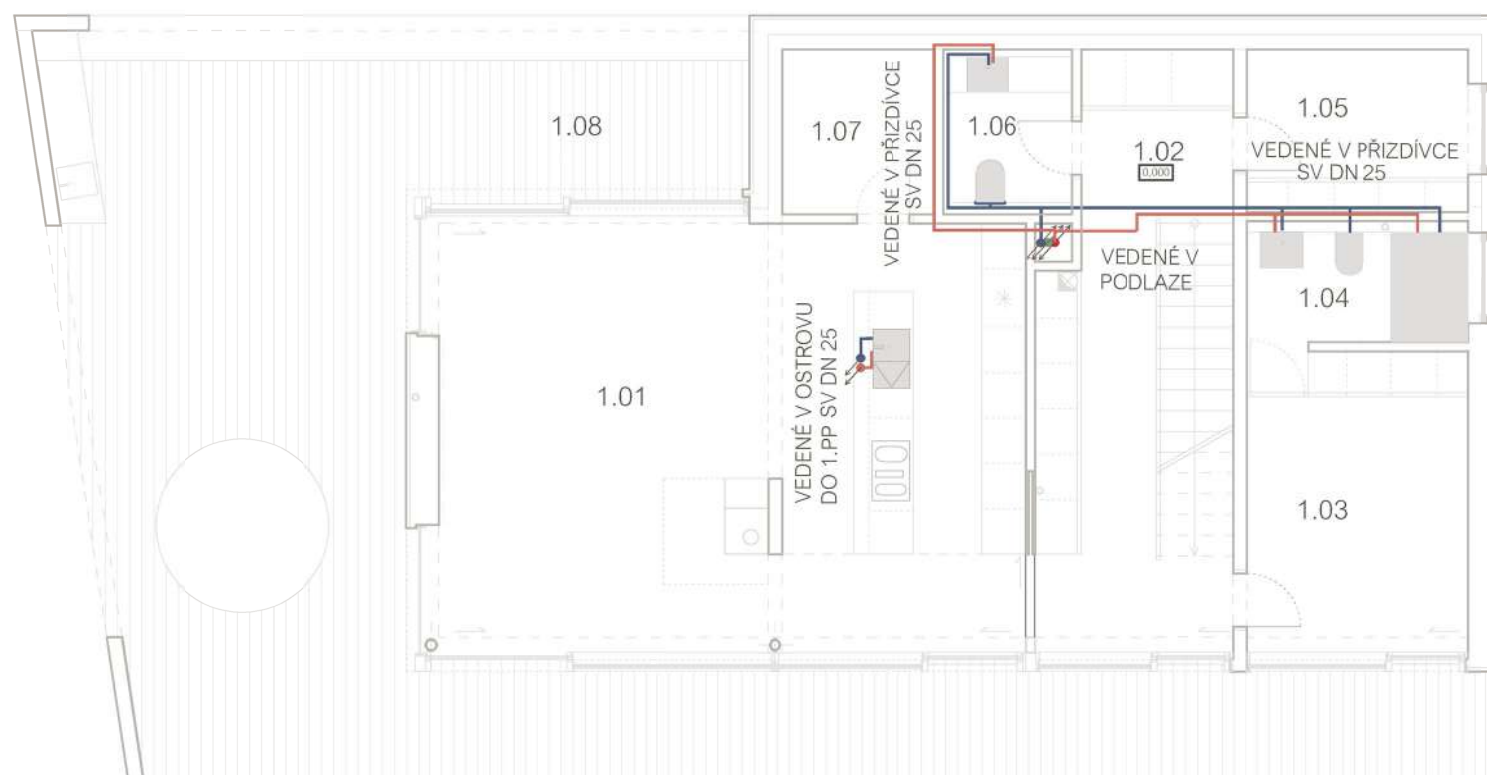 1.08
1.07
VEDENÉ V PŘIZDÍVCE
SV DN 25
1.06
1.02
0,000
1.05
VEDENÉ V PŘIZDÍVCE
SV DN 25
VEDENÉ V
PODLAZE
1.04
VEDENÉ V OSTROVU
DO 1.PP SV DN 25
1.01
1.03